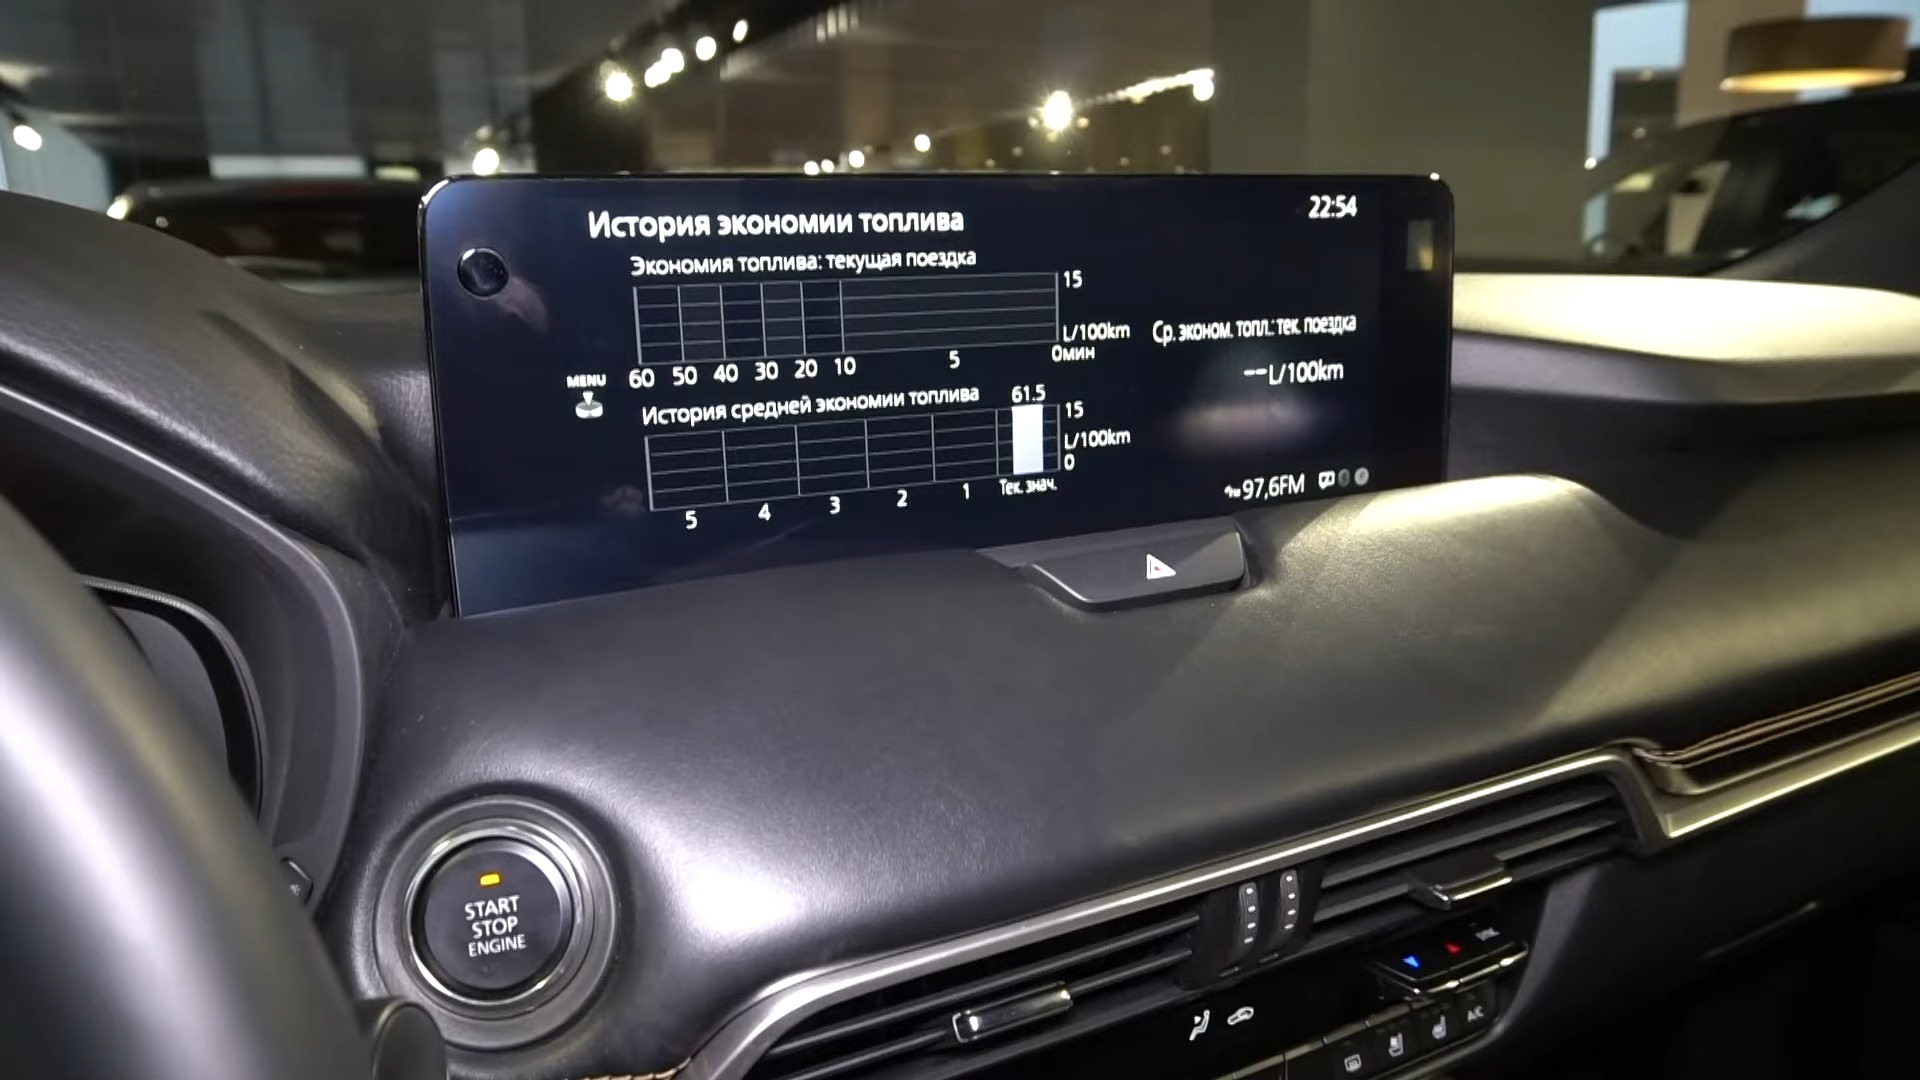 История экономии топлива
22:54
Экономия топлива: текущая поездка
15
L/100km
0мин
60 50 40 30 20 10 5
Ср. эконом. топл.: тек. поездка
--L/100km
MENU
История средней экономии топлива
61.5
15
L/100km
0
5 4 3 2 1 Тек. знач.
97,6FM
START
STOP
ENGINE
A/C